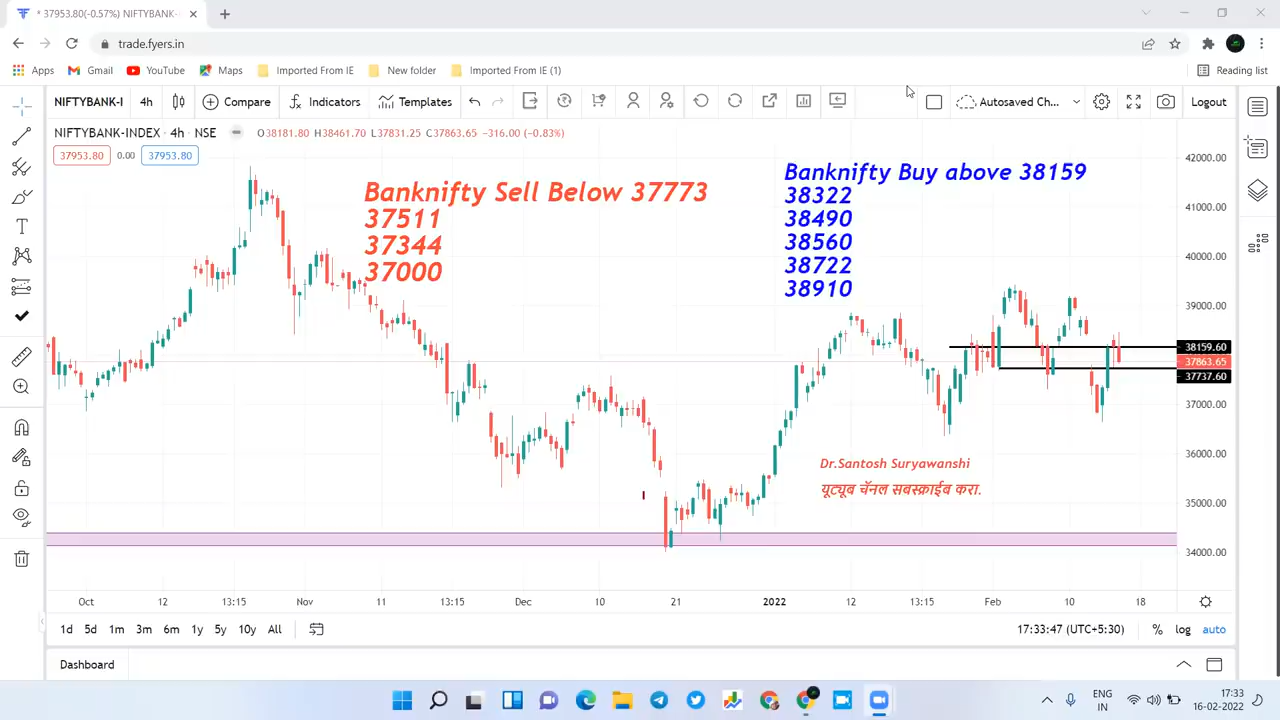 * 37953.80(-0.57%) NIFTYBANK-
trade.fyers.in
Apps Gmail YouTube Maps Imported From IE New folder Imported From IE (1) Reading list
NIFTYBANK-I 4h Compare Indicators Templates Autosaved Ch... Logout
NIFTYBANK-INDEX 4h NSE O38181.80 H38461.70 L37831.25 C37863.65 -316.00 (-0.83%)
37953.80 0.00 37953.80
Banknifty Sell Below 37773
37511
37344
37000
Banknifty Buy above 38159
38322
38490
38560
38722
38910
42000.00
41000.00
40000.00
39000.00
38159.60
37863.65
37737.60
37000.00
36000.00
35000.00
34000.00
Dr.Santosh Suryawanshi
यूट्यूब चॅनल सबस्क्राईब करा.
Oct 12 13:15 Nov 11 13:15 Dec 10 21 2022 12 13:15 Feb 10 18
1d 5d 1m 3m 6m 1y 5y 10y All 17:33:47 (UTC+5:30) % log auto
Dashboard
ENG
IN
17:33
16-02-2022